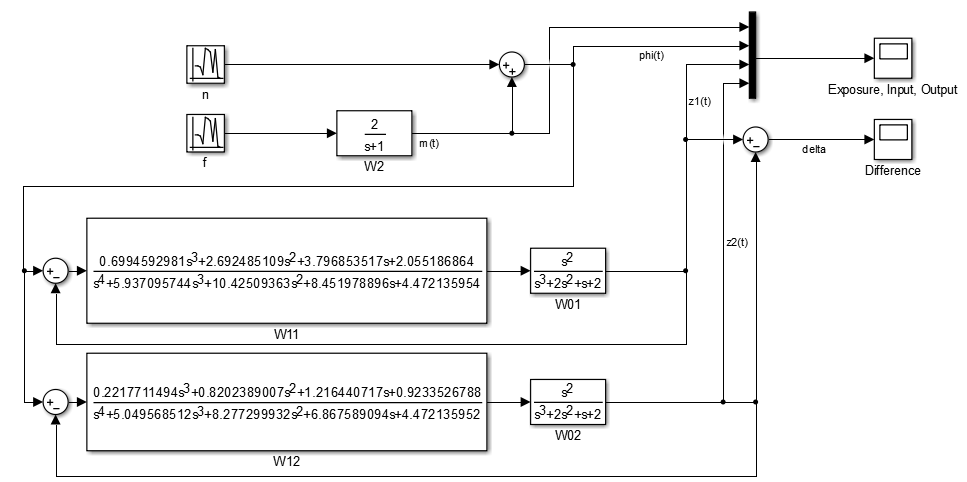 n
+
+
phi(t)
Exposure, Input, Output
z1(t)
f
2
s+1
W2
m(t)
+
−
delta
Difference
z2(t)
+
−
0.6994592981s³+2.692485109s²+3.796853517s+2.055186864
s⁴+5.937095744s³+10.42509363s²+8.451978896s+4.472135954
W11
s²
s³+2s²+s+2
W01
+
−
0.2217711494s³+0.8202389007s²+1.216440717s+0.9233526788
s⁴+5.049568512s³+8.277299932s²+6.867589094s+4.472135952
W12
s²
s³+2s²+s+2
W02